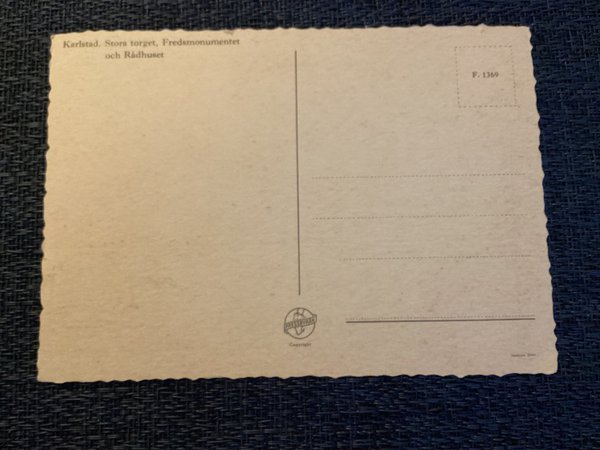 Karlstad. Stora torget, Fredsmonumentet
och Rådhuset
F. 1369
Copyright